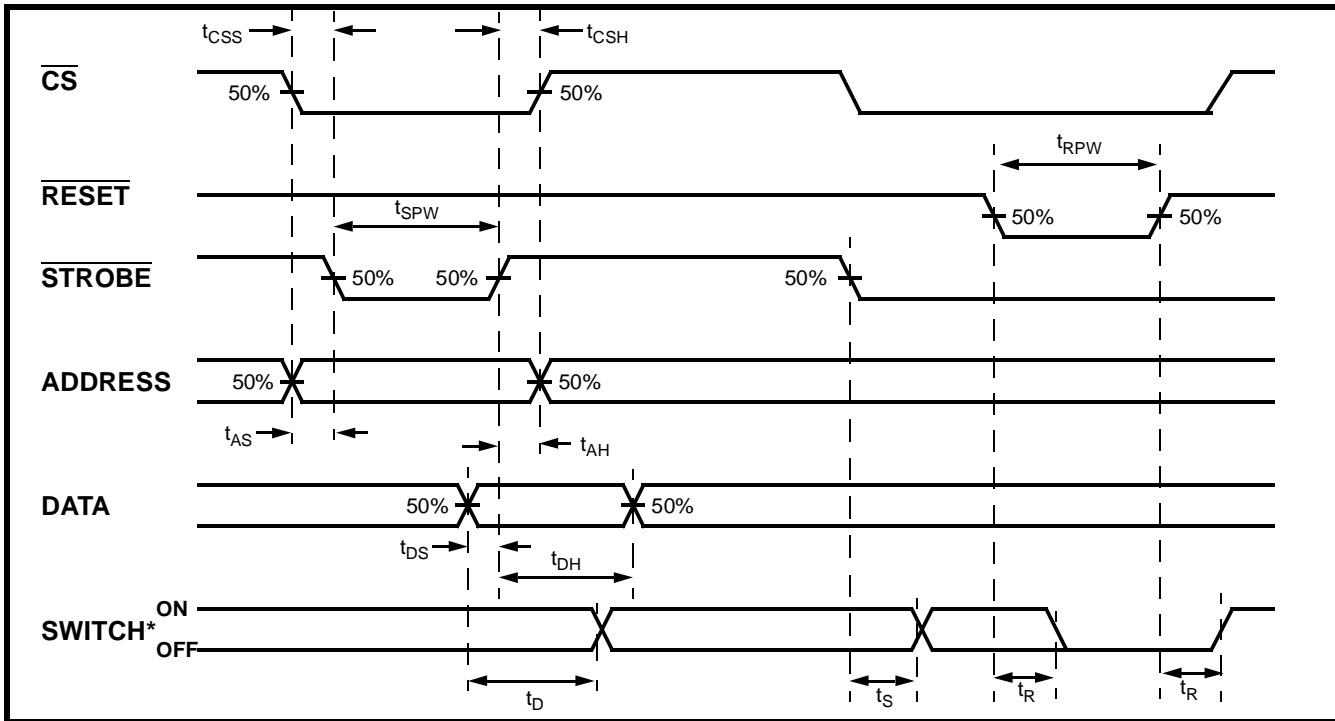 tCSS tCSH
CS 50% 50%
tRPW
RESET tSPW 50% 50%
STROBE 50% 50% 50%
ADDRESS 50% 50%
tAS tAH
DATA 50% 50%
tDS tDH
ON
SWITCH*
OFF
tD tS tR tR